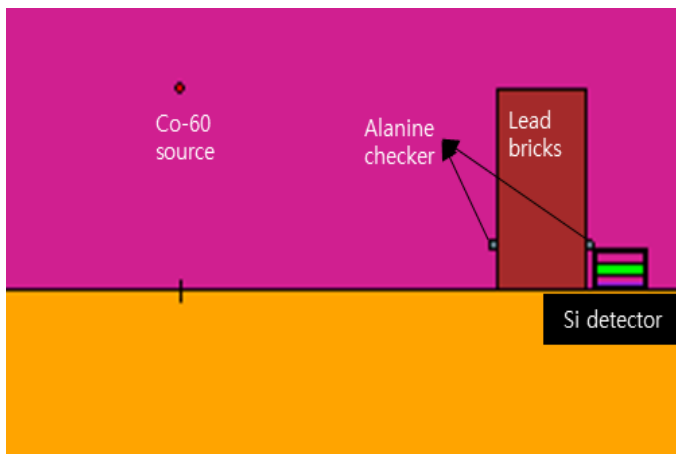 Co-60
source
Alanine
checker
Lead
bricks
Si detector